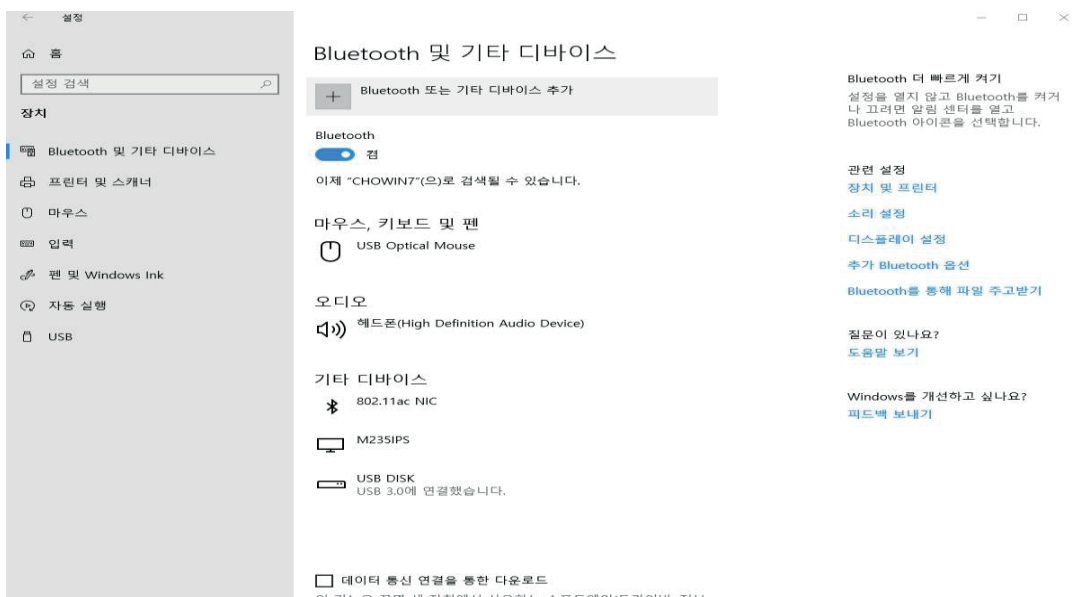 설정
홈
설정 검색
장치
Bluetooth 및 기타 디바이스
프린터 및 스캐너
마우스
입력
펜 및 Windows Ink
자동 실행
USB
Bluetooth 및 기타 디바이스
Bluetooth 또는 기타 디바이스 추가
Bluetooth
켬
이제 "CHOWIN7"(으)로 검색될 수 있습니다.
마우스, 키보드 및 펜
USB Optical Mouse
오디오
헤드폰(High Definition Audio Device)
기타 디바이스
802.11ac NIC
M235IPS
USB DISK
USB 3.0에 연결했습니다.
데이터 통신 연결을 통한 다운로드
Bluetooth 더 빠르게 켜기
설정을 열지 않고 Bluetooth를 켜거
나 끄려면 알림 센터를 열고
Bluetooth 아이콘을 선택합니다.
관련 설정
장치 및 프린터
소리 설정
디스플레이 설정
추가 Bluetooth 옵션
Bluetooth를 통해 파일 주고받기
질문이 있나요?
도움말 보기
Windows를 개선하고 싶나요?
피드백 보내기